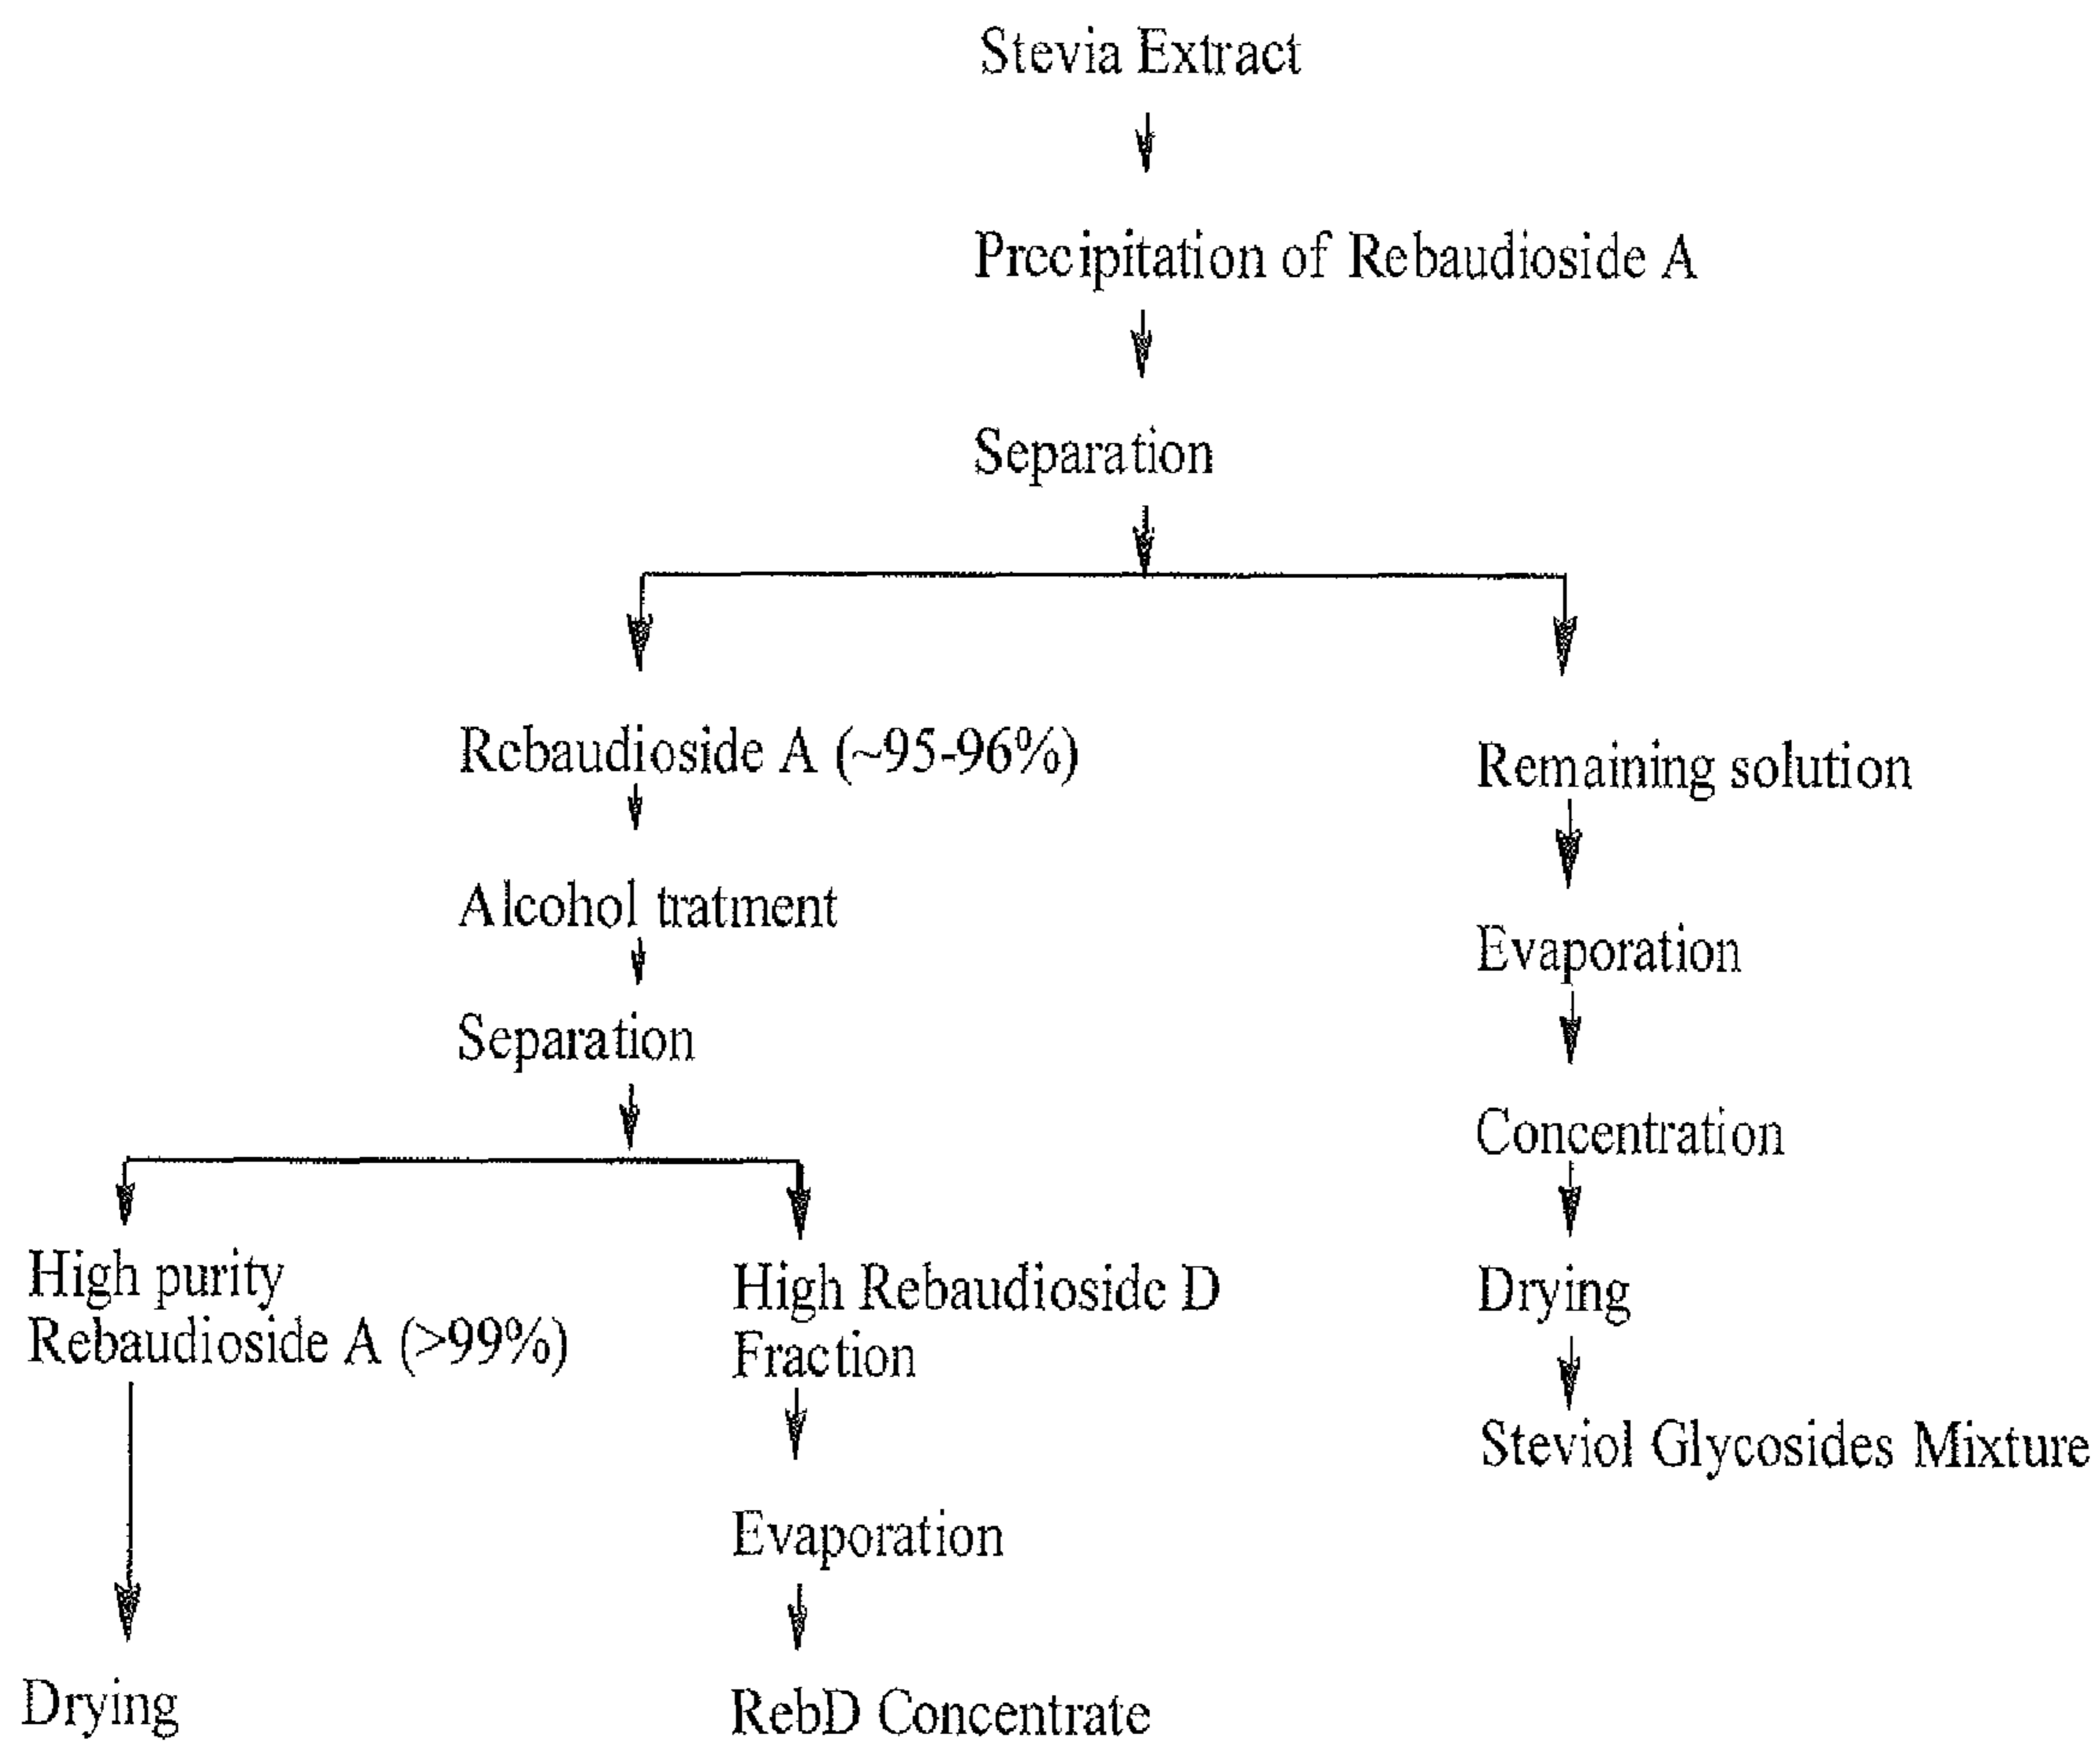 Stevia Extract
Precipitation of Rebaudioside A
Separation
Rebaudioside A (~95-96%)
Remaining solution
Alcohol tratment
Evaporation
Separation
Concentration
High purity
Rebaudioside A (>99%)
High Rebaudioside D
Fraction
Drying
Steviol Glycosides Mixture
Evaporation
Drying
RebD Concentrate